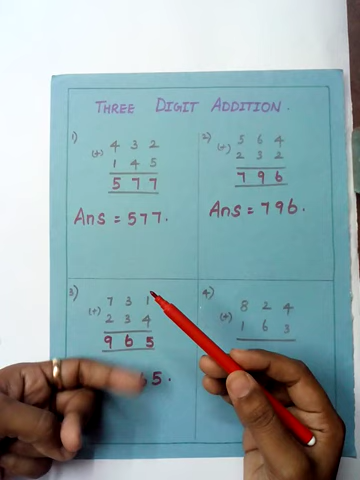 THREE DIGIT ADDITION.
1)
4 3 2
(+) 1 4 5
5 7 7
Ans = 577.
2)
5 6 4
(+) 2 3 2
7 9 6
Ans = 796.
3)
7 3 1
(+) 2 3 4
9 6 5
65.
4)
8 2 4
(+) 1 6 3